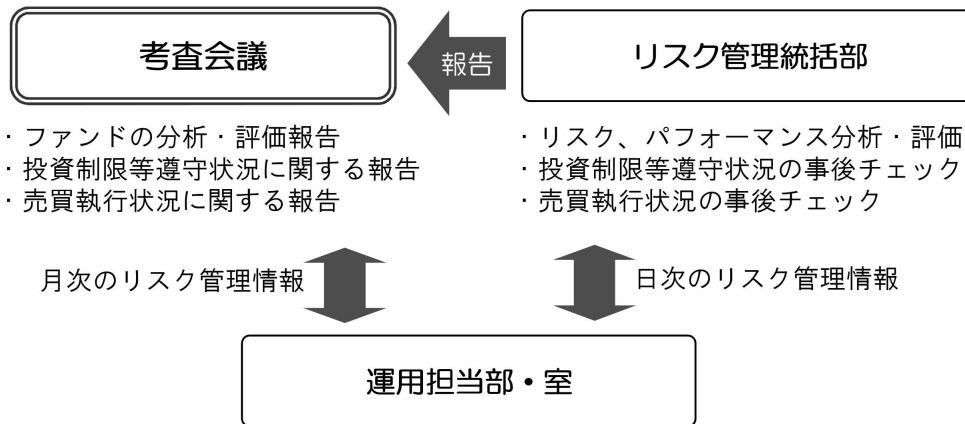 考査会議
報告
リスク管理統括部
・ファンドの分析・評価報告
・投資制限等遵守状況に関する報告
・売買執行状況に関する報告
・リスク、パフォーマンス分析・評価
・投資制限等遵守状況の事後チェック
・売買執行状況の事後チェック
月次のリスク管理情報
日次のリスク管理情報
運用担当部・室